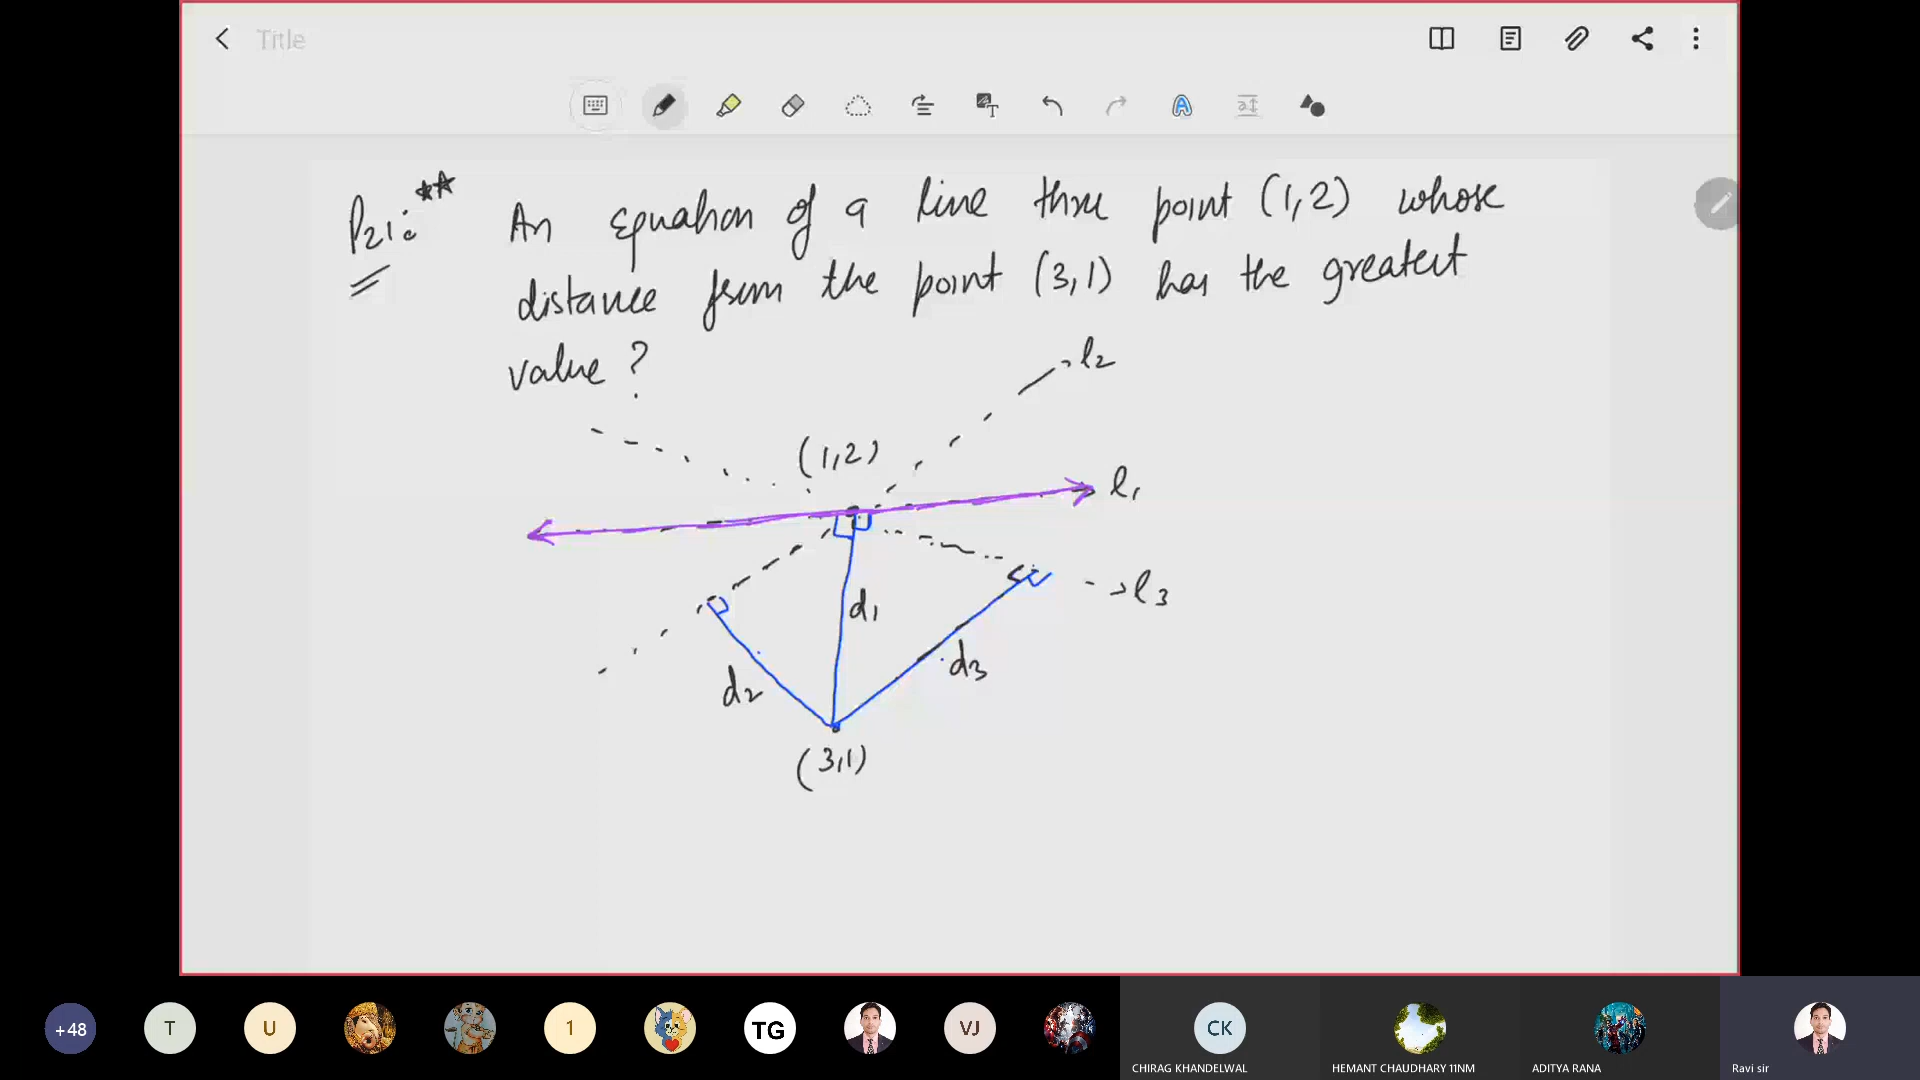 Title
P21: ** An equation of a line thru point (1,2) whose
distance from the point (3,1) has the greatest
value ?
l2
(1,2)
l1
d1
l3
d2
d3
(3,1)
+48
T
U
1
TG
VJ
CK
CHIRAG KHANDELWAL
HEMANT CHAUDHARY 11NM
ADITYA RANA
Ravi sir